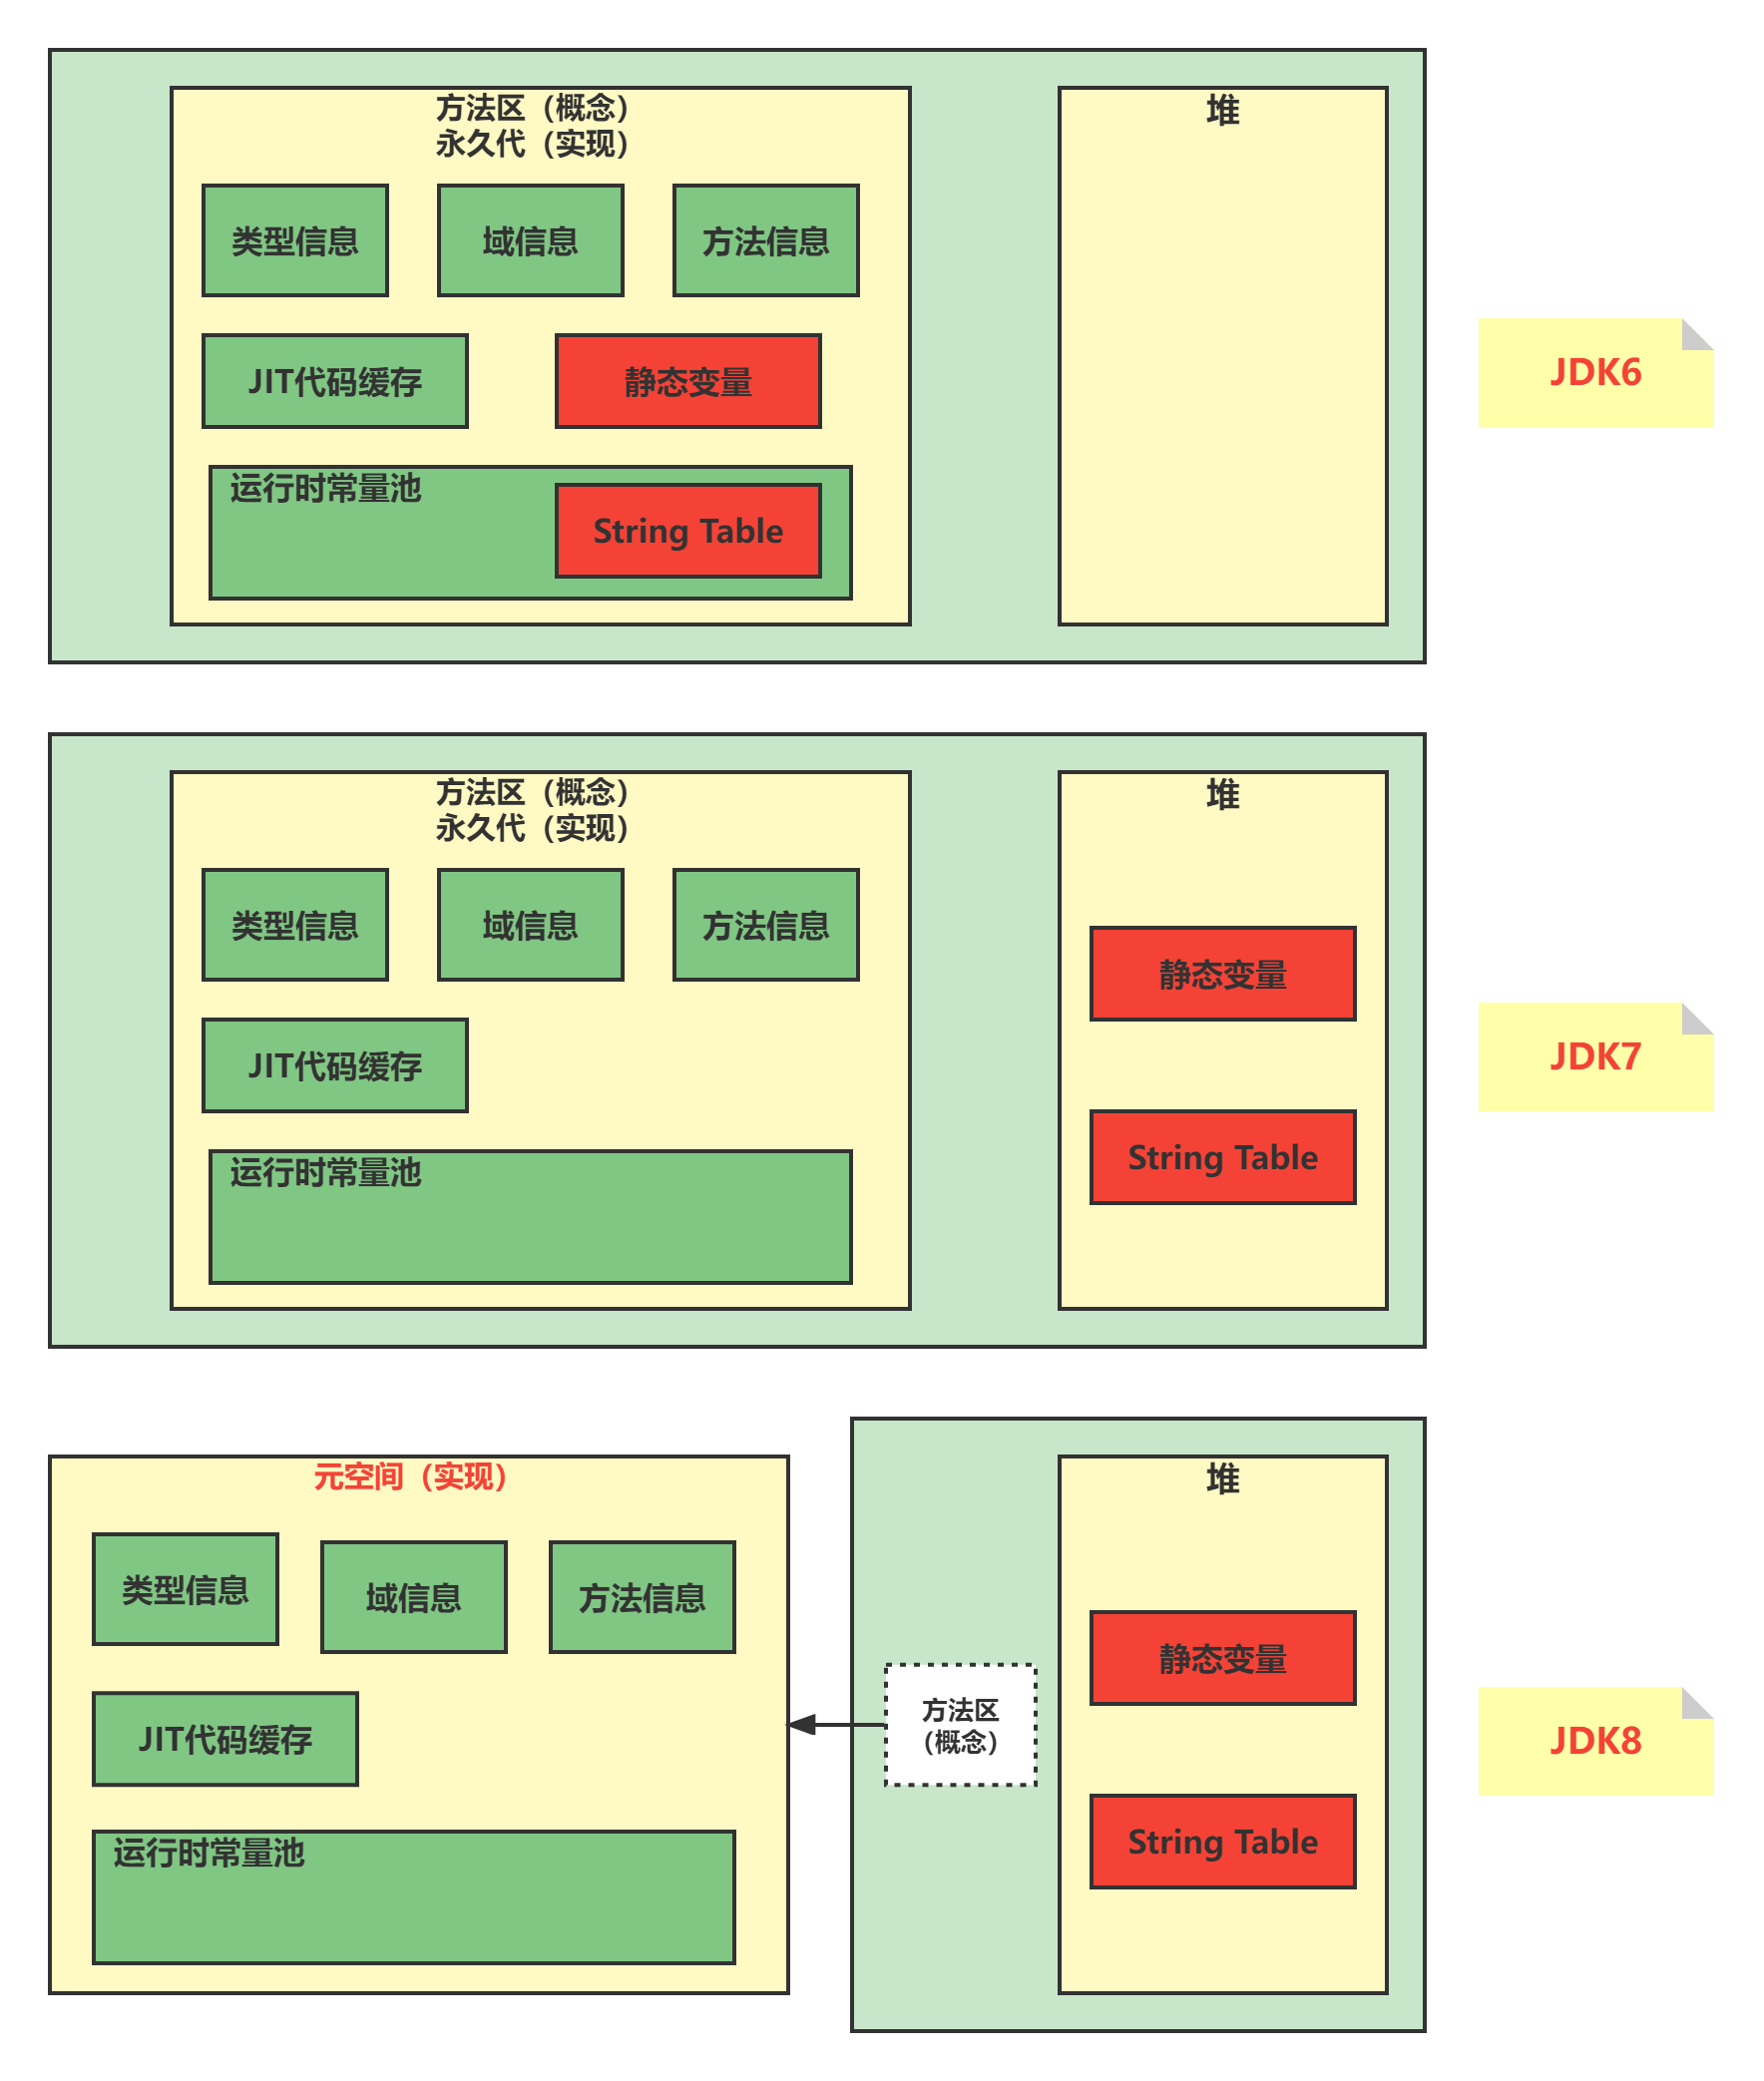 方法区（概念）
永久代（实现）
堆
类型信息
域信息
方法信息
JIT代码缓存
静态变量
运行时常量池
String Table
JDK6
方法区（概念）
永久代（实现）
堆
类型信息
域信息
方法信息
静态变量
JIT代码缓存
运行时常量池
String Table
JDK7
元空间（实现）
堆
类型信息
域信息
方法信息
JIT代码缓存
方法区
（概念）
静态变量
运行时常量池
String Table
JDK8